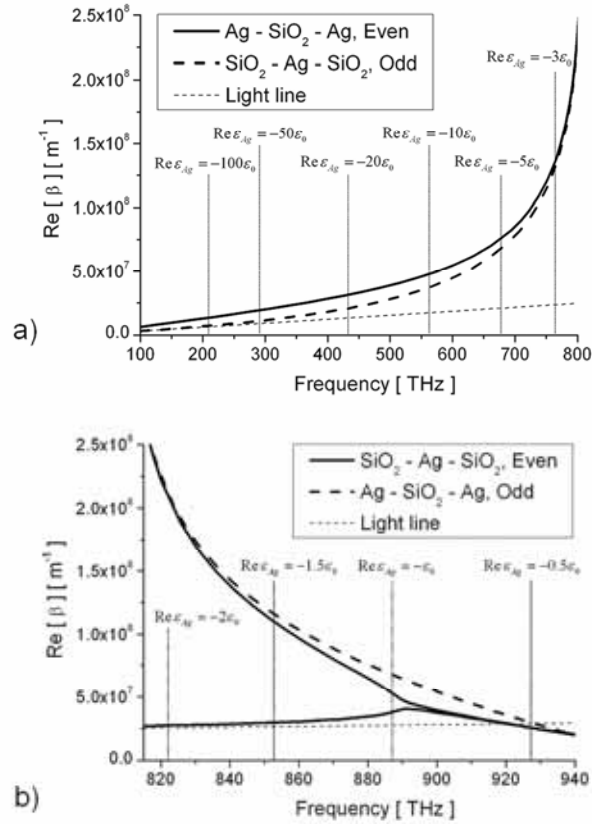 a)
Ag - SiO₂ - Ag, Even
SiO₂ - Ag - SiO₂, Odd
Light line
Re ε_Ag = -3ε₀
Re ε_Ag = -50ε₀
Re ε_Ag = -10ε₀
Re ε_Ag = -100ε₀
Re ε_Ag = -20ε₀
Re ε_Ag = -5ε₀
Re [ β ] [ m⁻¹ ]
2.5x10⁸
2.0x10⁸
1.5x10⁸
1.0x10⁸
5.0x10⁷
0.0
100 200 300 400 500 600 700 800
Frequency [ THz ]
b)
SiO₂ - Ag - SiO₂, Even
Ag - SiO₂ - Ag, Odd
Light line
Re ε_Ag = -1.5ε₀
Re ε_Ag = -ε₀
Re ε_Ag = -0.5ε₀
Re ε_Ag = -2ε₀
Re [ β ] [ m⁻¹ ]
2.5x10⁸
2.0x10⁸
1.5x10⁸
1.0x10⁸
5.0x10⁷
0.0
820 840 860 880 900 920 940
Frequency [ THz ]